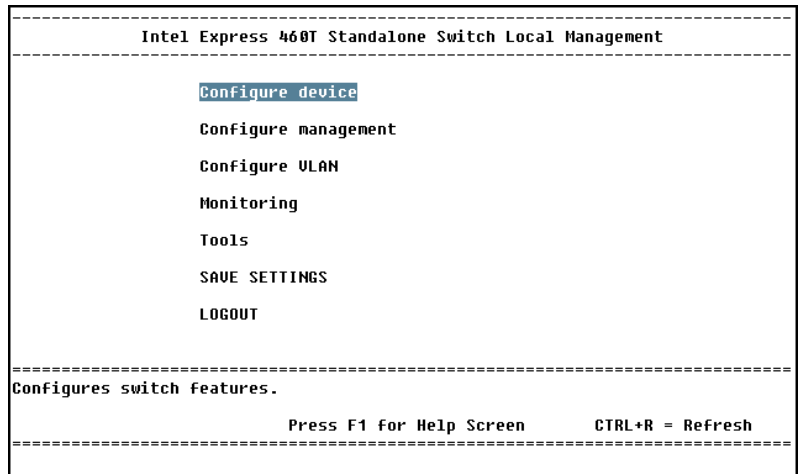 Intel Express 460T Standalone Switch Local Management
Configure device
Configure management
Configure VLAN
Monitoring
Tools
SAVE SETTINGS
LOGOUT
Configures switch features.
Press F1 for Help Screen CTRL+R = Refresh